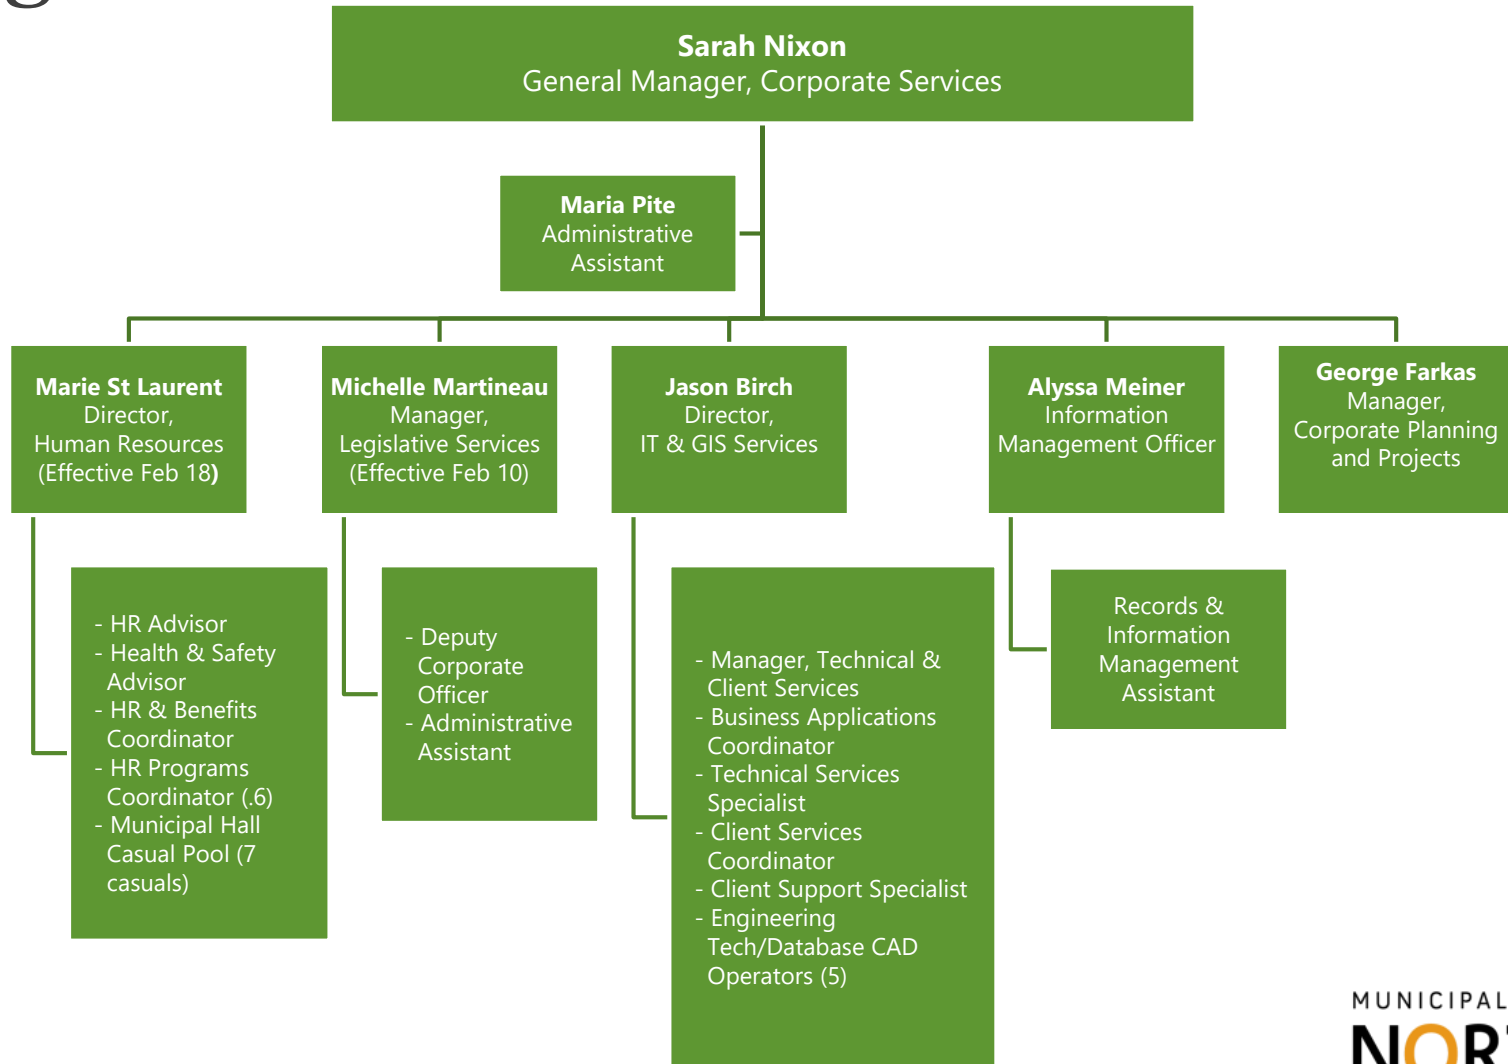 Sarah Nixon
General Manager, Corporate Services
Maria Pite
Administrative
Assistant
Marie St Laurent
Director,
Human Resources
(Effective Feb 18)
Michelle Martineau
Manager,
Legislative Services
(Effective Feb 10)
Jason Birch
Director,
IT & GIS Services
Alyssa Meiner
Information
Management Officer
George Farkas
Manager,
Corporate Planning
and Projects
- HR Advisor
- Health & Safety
Advisor
- HR & Benefits
Coordinator
- HR Programs
Coordinator (.6)
- Municipal Hall
Casual Pool (7
casuals)
- Deputy
Corporate
Officer
- Administrative
Assistant
- Manager, Technical &
Client Services
- Business Applications
Coordinator
- Technical Services
Specialist
- Client Services
Coordinator
- Client Support Specialist
- Engineering
Tech/Database CAD
Operators (5)
Records &
Information
Management
Assistant
MUNICIPAL